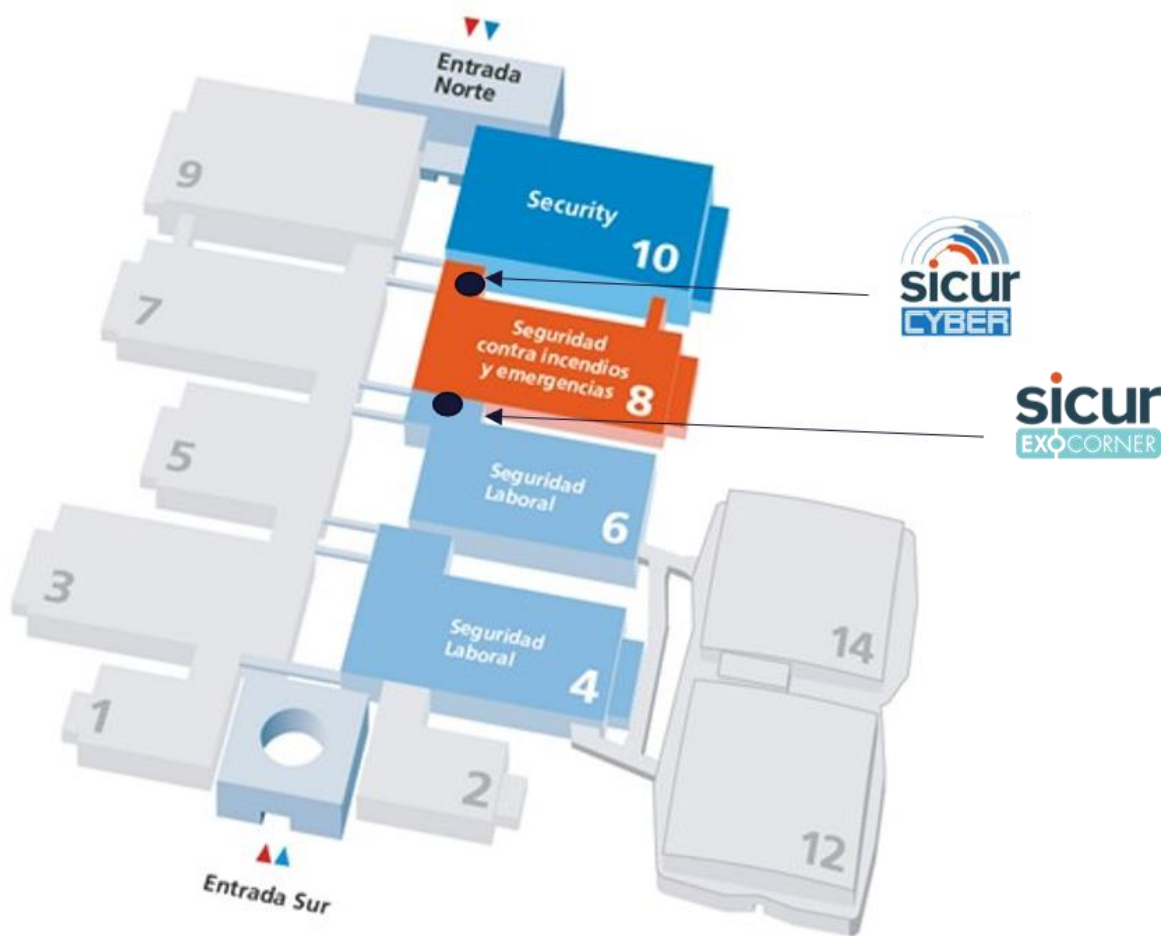 Entrada
Norte
9
Security
10
sicur
CYBER
7
Seguridad
contra incendios
y emergencias
8
sicur
EXOCORNER
5
Seguridad
Laboral
6
3
Seguridad
Laboral
4
14
1
2
12
Entrada Sur